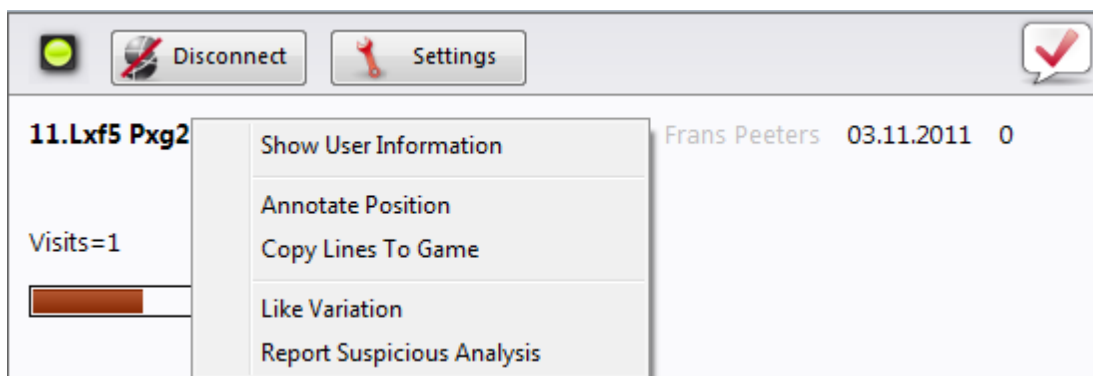 Disconnect Settings
11.Lxf5 Pxg2 Frans Peeters 03.11.2011 0
Show User Information
Annotate Position
Visits=1
Copy Lines To Game
Like Variation
Report Suspicious Analysis